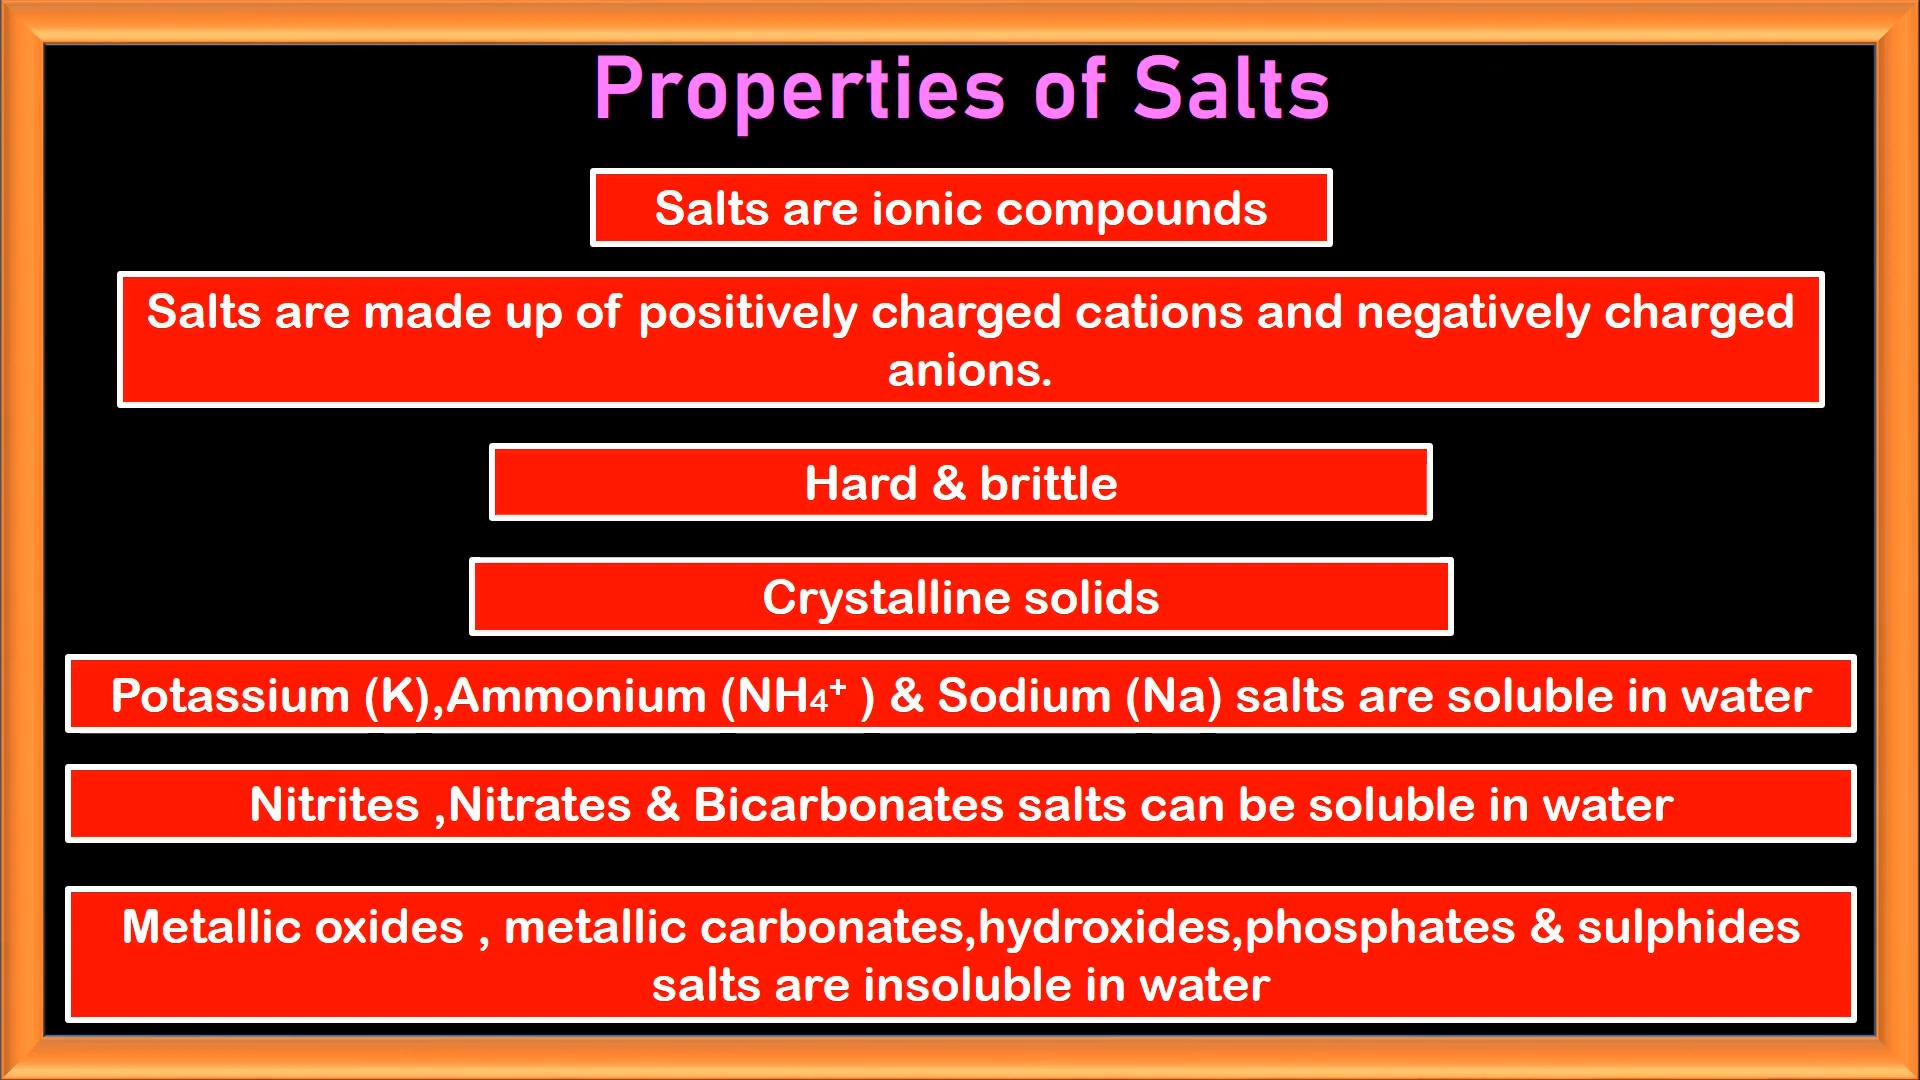 Properties of Salts
Salts are ionic compounds
Salts are made up of positively charged cations and negatively charged
anions.
Hard & brittle
Crystalline solids
Potassium (K),Ammonium (NH₄⁺ ) & Sodium (Na) salts are soluble in water
Nitrites ,Nitrates & Bicarbonates salts can be soluble in water
Metallic oxides , metallic carbonates,hydroxides,phosphates & sulphides
salts are insoluble in water